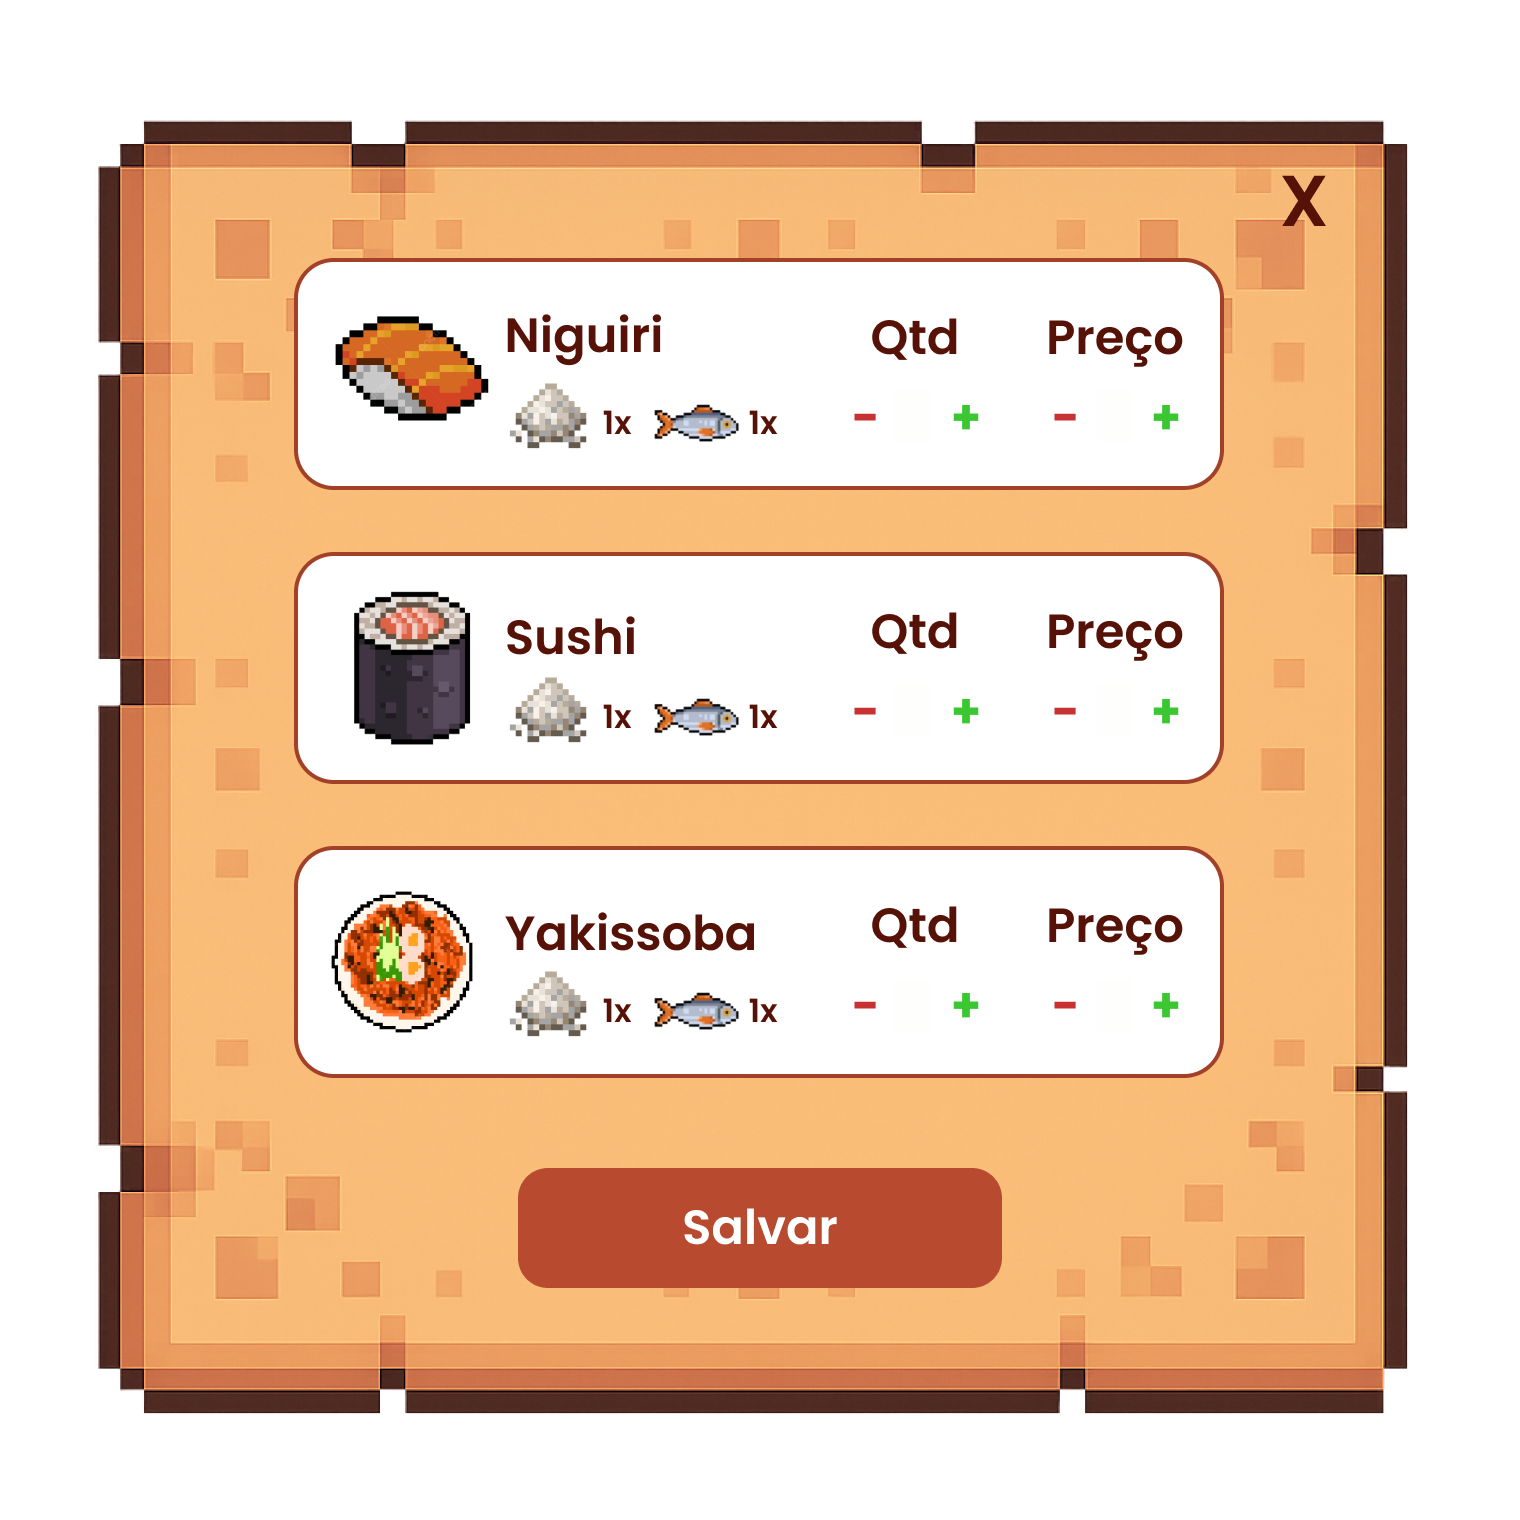 X
Niguiri Qtd Preço
1x 1x - + - +
Sushi Qtd Preço
1x 1x - + - +
Yakissoba Qtd Preço
1x 1x - + - +
Salvar